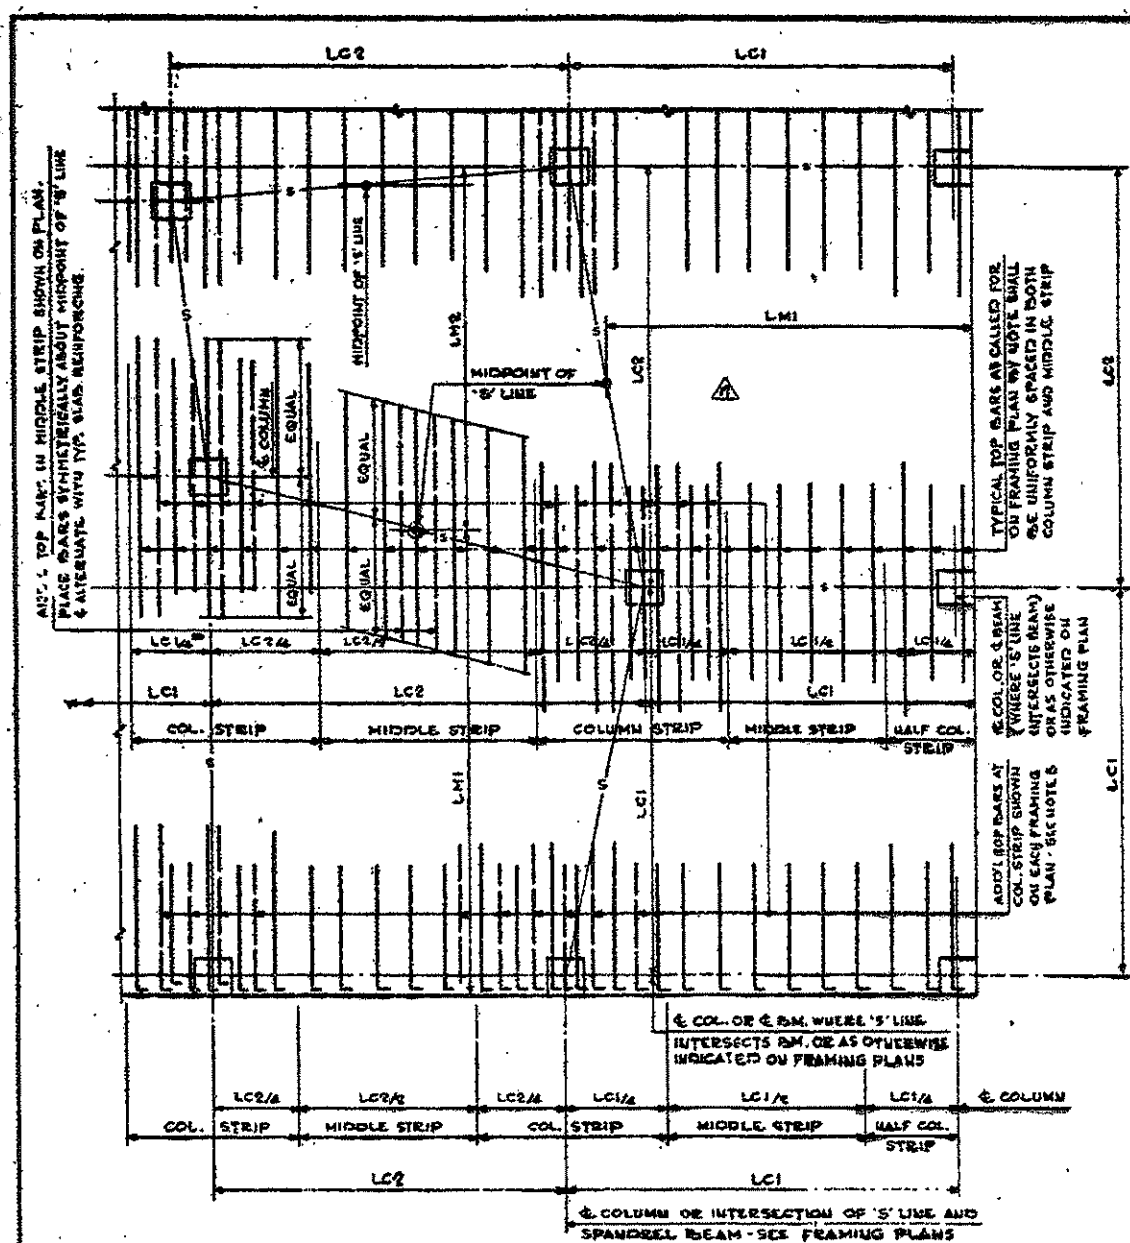 LC2
LC1
S
MIDPOINT OF 'S' LINE
LM2
LC2
LM1
LC2
MIDPOINT OF
'S' LINE
TOP BARS IN MIDDLE STRIP SHOWN ON PLAN.
PLACE BARS SYMMETRICALLY ABOUT MIDPOINT OF 'S' LINE
& ALTERNATE WITH TYP. SLAB REINFORCING.
TYPICAL TOP BARS AS CALLED FOR
ON FRAMING PLAN BY NOTE SHALL
BE UNIFORMLY SPACED IN BOTH
COLUMN STRIP AND MIDDLE STRIP
S
S
℄ COLUMN
EQUAL
EQUAL
EQUAL
EQUAL
S
S
S
LC1/4
LC2/4
LC2/2
LC2/4
LC1/4
LC1/2
LC1/4
LC1
LC2
LC1
COL. STRIP
MIDDLE STRIP
COLUMN STRIP
MIDDLE STRIP
HALF COL.
STRIP
℄ COL. OR ℄ BEAM
(WHERE 'S' LINE
INTERSECTS BEAM)
OR AS OTHERWISE
INDICATED ON
FRAMING PLAN
S
LM1
S
LC1
LC1
ADD'L TOP BARS AT
COL. STRIP SHOWN
ON EACH FRAMING
PLAN - SEE NOTE
℄ COL. OR ℄ BM. WHERE 'S' LINE
INTERSECTS BM. OR AS OTHERWISE
INDICATED ON FRAMING PLANS
LC2/4
LC2/2
LC2/4
LC1/4
LC1/2
LC1/4
℄ COLUMN
COL. STRIP
MIDDLE STRIP
COL. STRIP
MIDDLE STRIP
HALF COL.
STRIP
LC2
LC1
℄ COLUMN OR INTERSECTION OF 'S' LINE AND
SPANDREL BEAM - SEE FRAMING PLANS